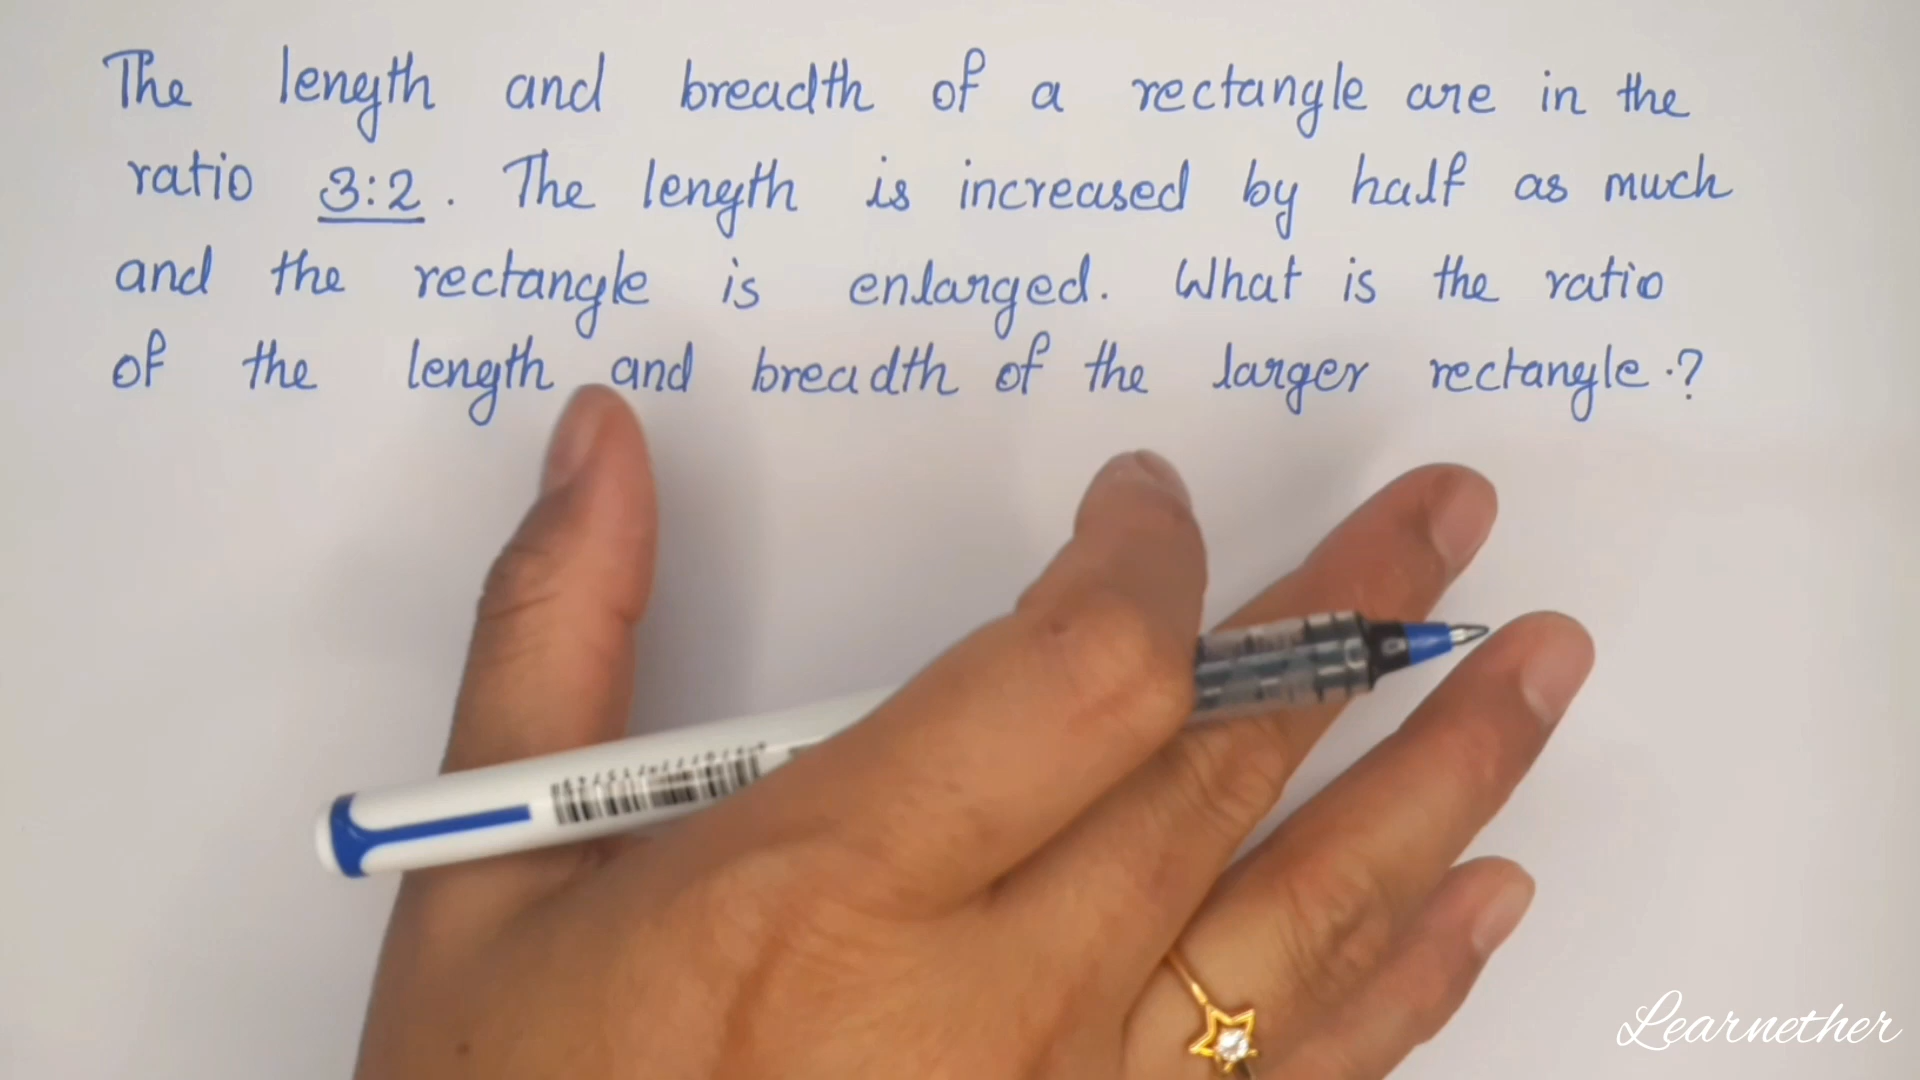 The length and breadth of a rectangle are in the
ratio 3:2. The length is increased by half as much
and the rectangle is enlarged. What is the ratio
of the length and breadth of the larger rectangle.?
Learnether